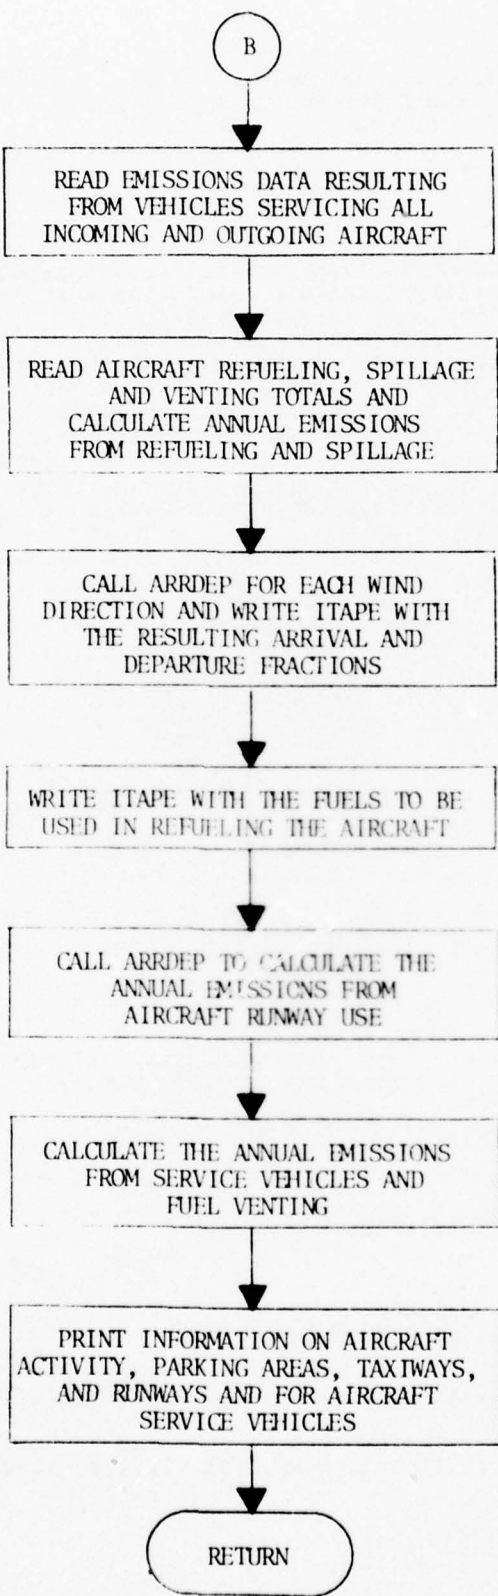 B
READ EMISSIONS DATA RESULTING
FROM VEHICLES SERVICING ALL
INCOMING AND OUTGOING AIRCRAFT
READ AIRCRAFT REFUELING, SPILLAGE
AND VENTING TOTALS AND
CALCULATE ANNUAL EMISSIONS
FROM REFUELING AND SPILLAGE
CALL ARRDEP FOR EACH WIND
DIRECTION AND WRITE ITAPE WITH
THE RESULTING ARRIVAL AND
DEPARTURE FRACTIONS
WRITE ITAPE WITH THE FUELS TO BE
USED IN REFUELING THE AIRCRAFT
CALL ARRDEP TO CALCULATE THE
ANNUAL EMISSIONS FROM
AIRCRAFT RUNWAY USE
CALCULATE THE ANNUAL EMISSIONS
FROM SERVICE VEHICLES AND
FUEL VENTING
PRINT INFORMATION ON AIRCRAFT
ACTIVITY, PARKING AREAS, TAXIWAYS,
AND RUNWAYS AND FOR AIRCRAFT
SERVICE VEHICLES
RETURN